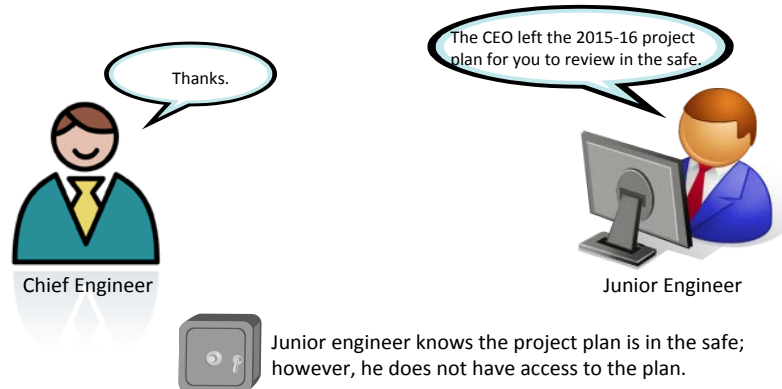 The CEO left the 2015-16 project
plan for you to review in the safe.
Thanks.
Chief Engineer
Junior Engineer
Junior engineer knows the project plan is in the safe;
however, he does not have access to the plan.